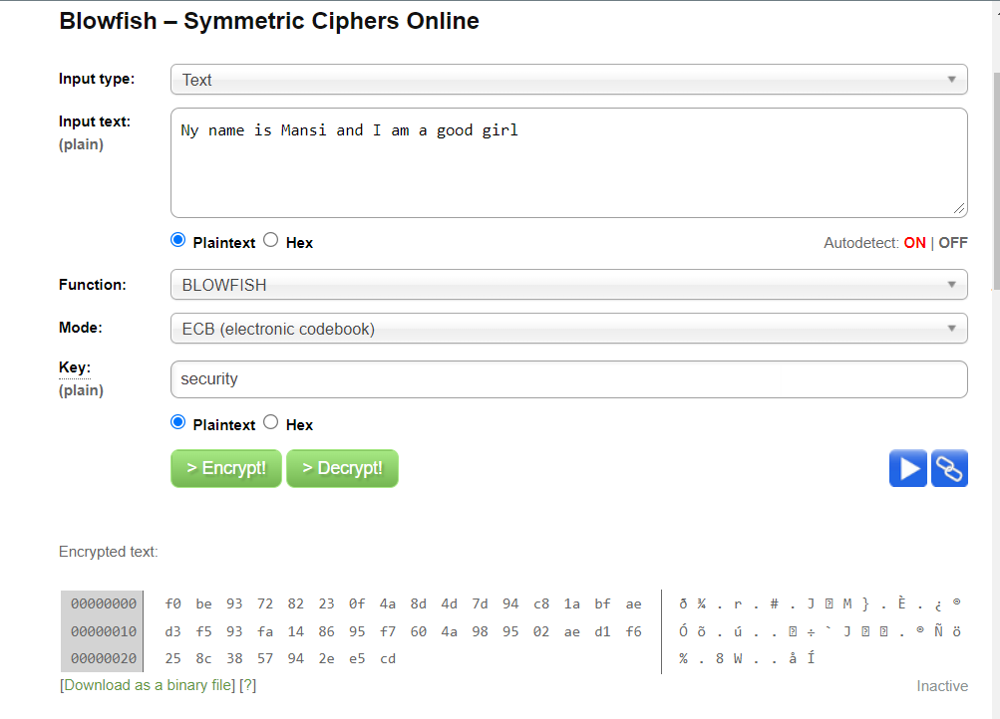 Blowfish – Symmetric Ciphers Online
Input type: Text
Input text: Ny name is Mansi and I am a good girl
(plain)
Plaintext Hex Autodetect: ON | OFF
Function: BLOWFISH
Mode: ECB (electronic codebook)
Key: security
(plain)
Plaintext Hex
> Encrypt! > Decrypt!
Encrypted text:
00000000 f0 be 93 72 82 23 0f 4a 8d 4d 7d 94 c8 1a bf ae ð ¾ . r . # . J M } . È . ¿ ®
00000010 d3 f5 93 fa 14 86 95 f7 60 4a 98 95 02 ae d1 f6 Ó õ . ú . . ÷ ` J . ® Ñ ö
00000020 25 8c 38 57 94 2e e5 cd % . 8 W . . å Í
[Download as a binary file] [?] Inactive